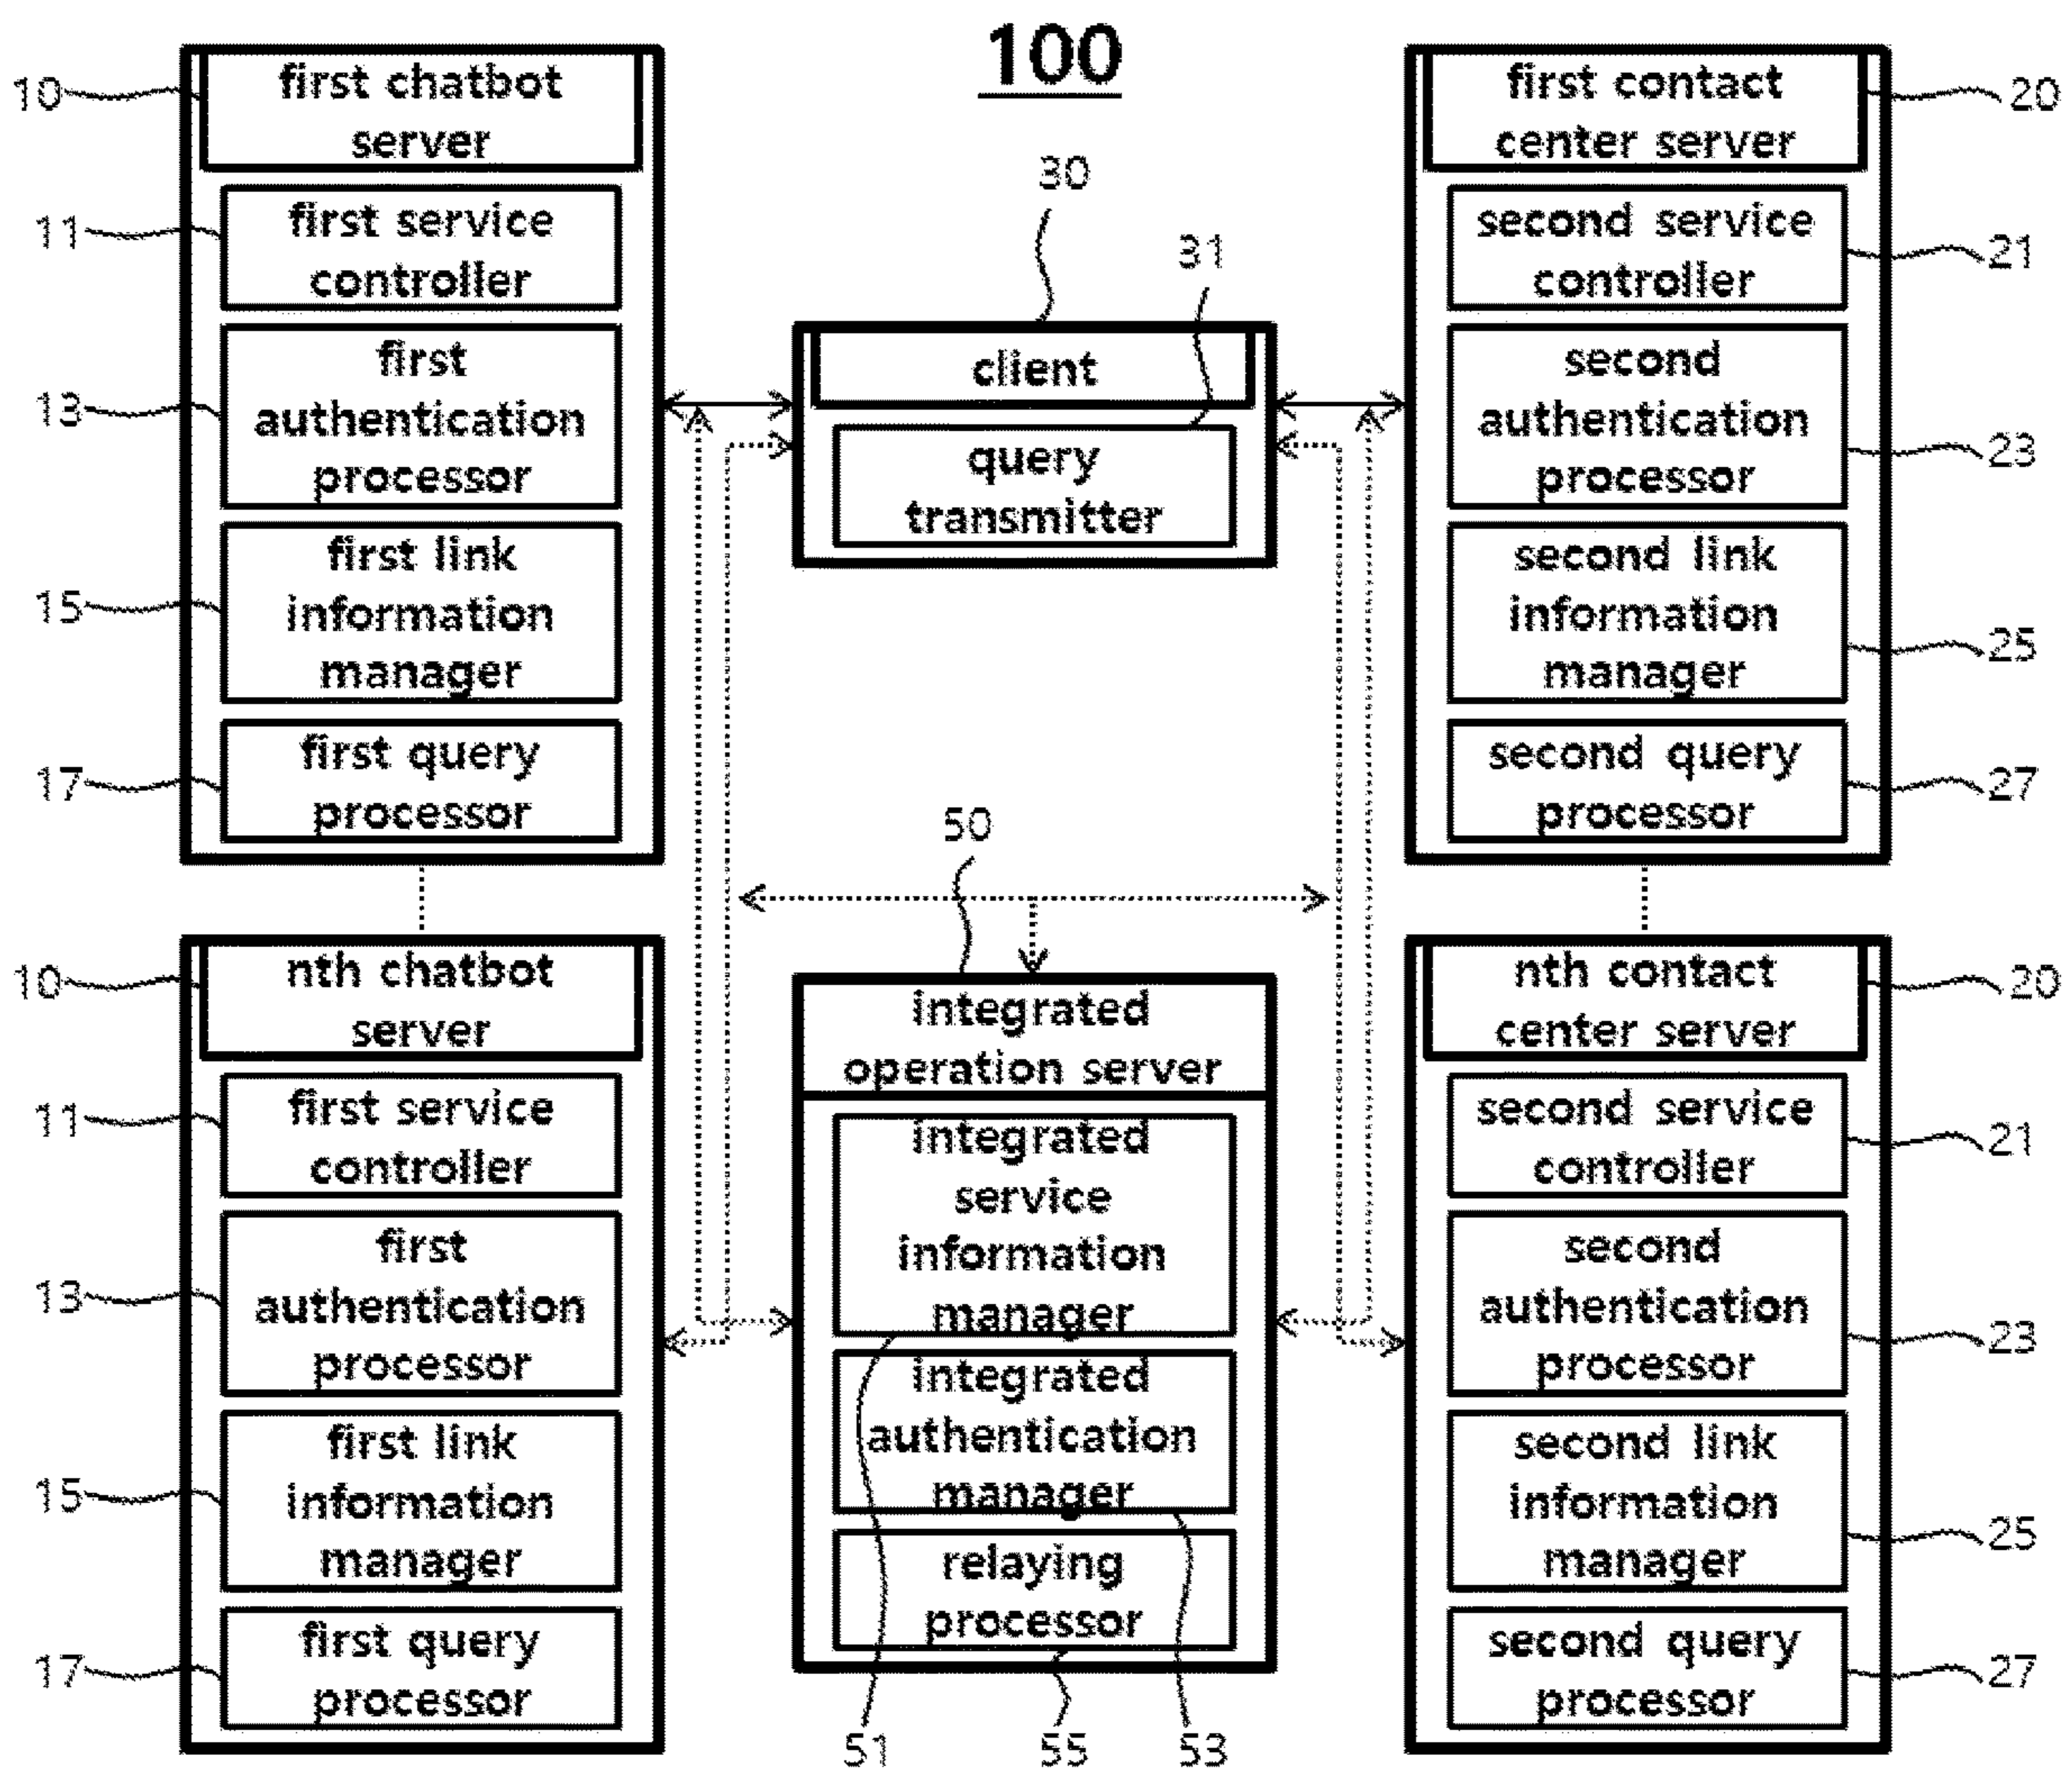 100
10
first chatbot
server
11
first service
controller
13
first
authentication
processor
15
first link
information
manager
17
first query
processor
10
nth chatbot
server
11
first service
controller
13
first
authentication
processor
15
first link
information
manager
17
first query
processor
30
31
client
query
transmitter
50
integrated
operation server
integrated
service
information
manager
integrated
authentication
manager
relaying
processor
51
55
53
first contact
center server
20
second service
controller
21
second
authentication
processor
23
second link
information
manager
25
second query
processor
27
nth contact
center server
20
second service
controller
21
second
authentication
processor
23
second link
information
manager
25
second query
processor
27